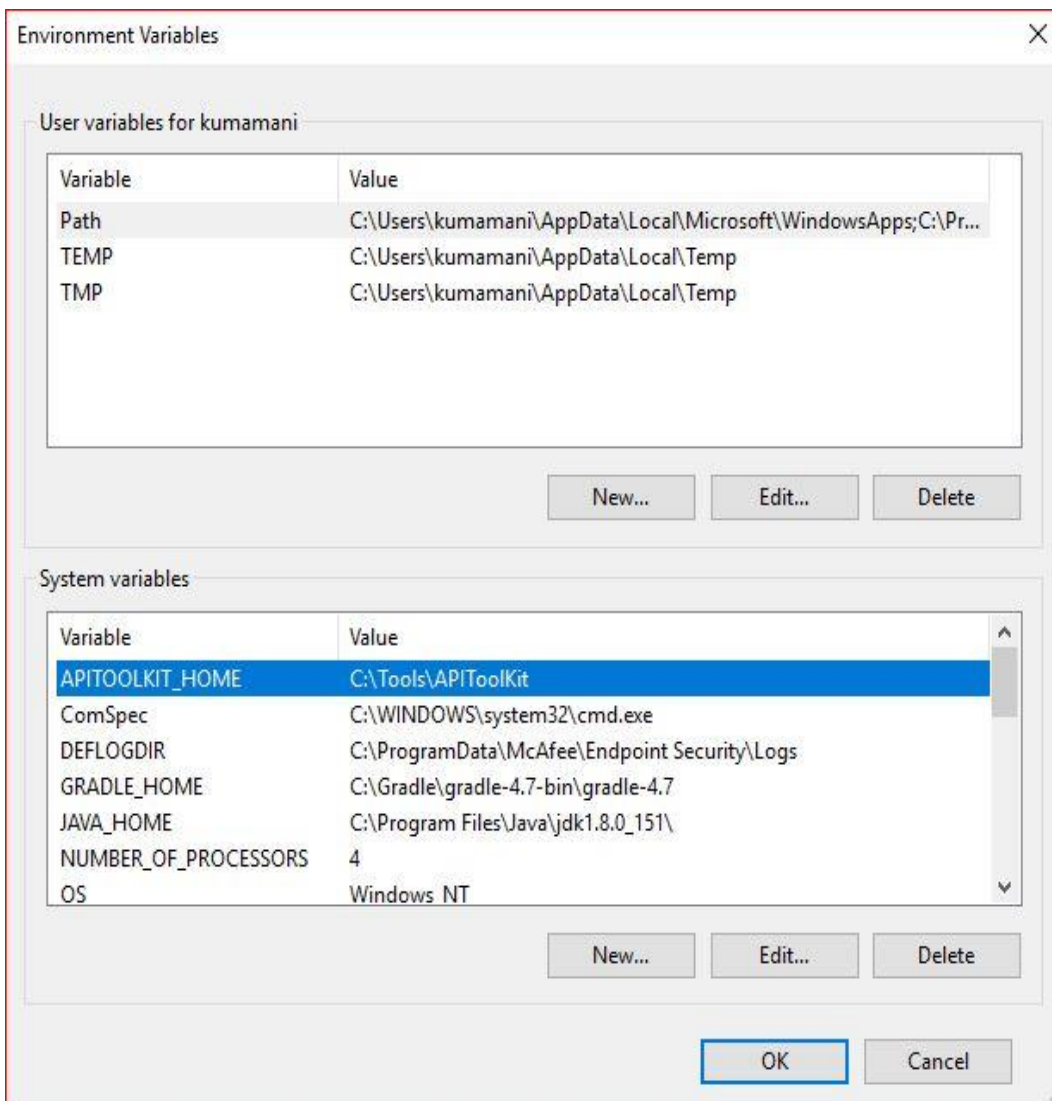 Environment Variables
User variables for kumamani
Variable Value
Path C:\Users\kumamani\AppData\Local\Microsoft\WindowsApps;C:\Pr...
TEMP C:\Users\kumamani\AppData\Local\Temp
TMP C:\Users\kumamani\AppData\Local\Temp
New... Edit... Delete
System variables
Variable Value
APITOOLKIT_HOME C:\Tools\APIToolKit
ComSpec C:\WINDOWS\system32\cmd.exe
DEFLOGDIR C:\ProgramData\McAfee\Endpoint Security\Logs
GRADLE_HOME C:\Gradle\gradle-4.7-bin\gradle-4.7
JAVA_HOME C:\Program Files\Java\jdk1.8.0_151\
NUMBER_OF_PROCESSORS 4
OS Windows_NT
New... Edit... Delete
OK Cancel